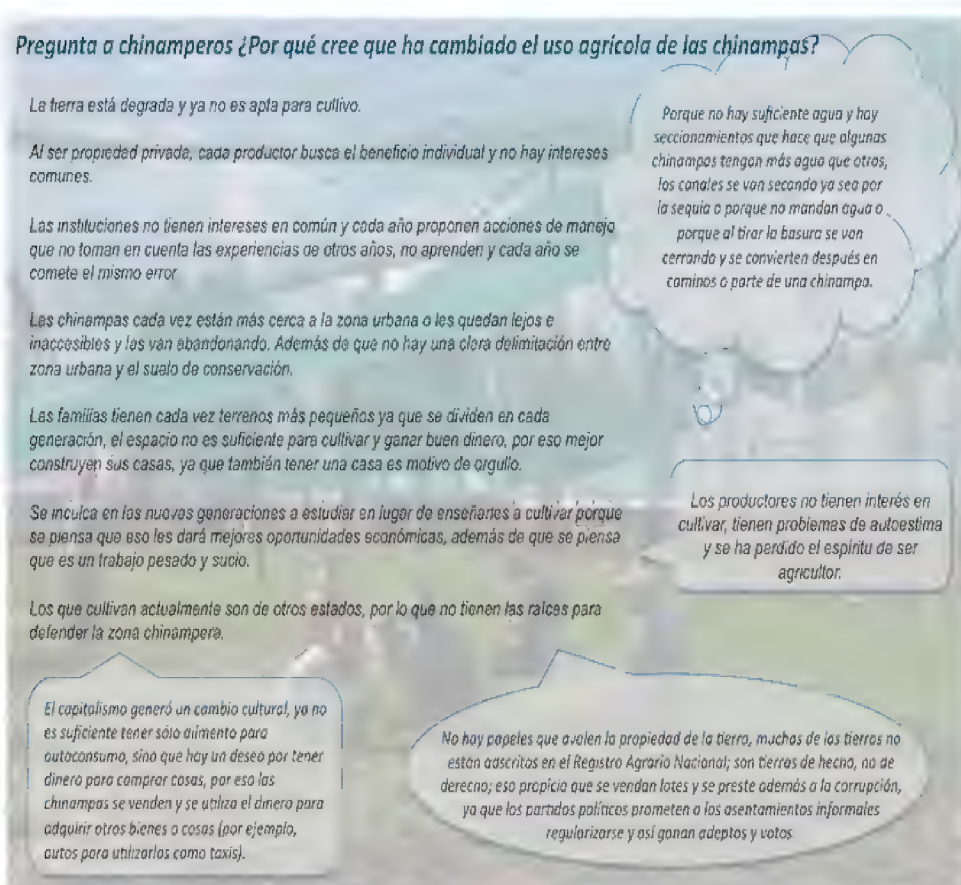 Pregunta a chinamperos ¿Por qué cree que ha cambiado el uso agrícola de las chinampas?
La tierra está degrada y ya no es apta para cultivo.
Al ser propiedad privada, cada productor busca el beneficio individual y no hay intereses
comunes.
Las instituciones no tienen intereses en común y cada año proponen acciones de manejo
que no toman en cuenta las experiencias de otros años, no aprenden y cada año se
comete el mismo error
Las chinampas cada vez están más cerca a la zona urbana o les quedan lejos e
inaccesibles y las van abandonando. Además de que no hay una clara delimitación entre
zona urbana y el suelo de conservación.
Las familias tienen cada vez terrenos más pequeños ya que se dividen en cada
generación, el espacio no es suficiente para cultivar y ganar buen dinero, por eso mejor
construyen sus casas, ya que también tener una casa es motivo de orgullo.
Se inculca en las nuevas generaciones a estudiar en lugar de enseñarles a cultivar porque
se piensa que eso les dará mejores oportunidades económicas, además de que se piensa
que es un trabajo pesado y sucio.
Los que cultivan actualmente son de otros estados, por lo que no tienen las raíces para
defender la zona chinampera.
Porque no hay suficiente agua y hay
seccionamientos que hace que algunas
chinampas tengan más agua que otras,
los canales se van secando ya sea por
la sequía o porque no mandan agua o
porque al tirar la basura se van
cerrando y se convierten después en
caminos o parte de una chinampa.
Los productores no tienen interés en
cultivar, tienen problemas de autoestima
y se ha perdido el espíritu de ser
agricultor.
El capitalismo generó un cambio cultural, ya no
es suficiente tener sólo alimento para
autoconsumo, sino que hay un deseo por tener
dinero para comprar cosas, por eso las
chinampas se venden y se utiliza el dinero para
adquirir otros bienes o cosas (por ejemplo,
autos para utilizarlos como taxis).
No hay papeles que avalen la propiedad de la tierra, muchas de las tierras no
están adscritas en el Registro Agrario Nacional; son tierras de hecho, no de
derecho; eso propicia que se vendan lotes y se preste además a la corrupción,
ya que los partidos políticos prometen a los asentamientos informales
regularizarse y así ganan adeptos y votos